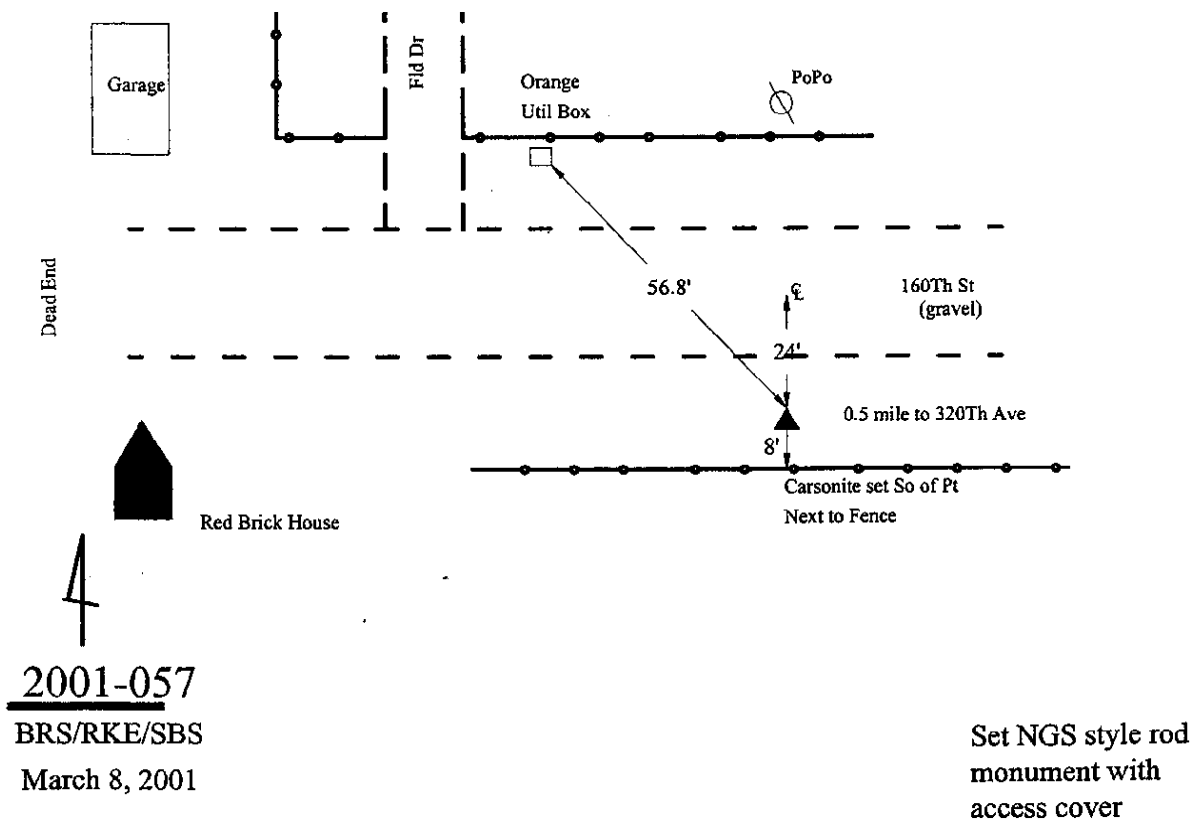 Garage
Fld Dr
Orange
Util Box
PoPo
Dead End
56.8'
℄
160Th St
(gravel)
24'
0.5 mile to 320Th Ave
8'
Carsonite set So of Pt
Next to Fence
Red Brick House
2001-057
BRS/RKE/SBS
March 8, 2001
Set NGS style rod
monument with
access cover